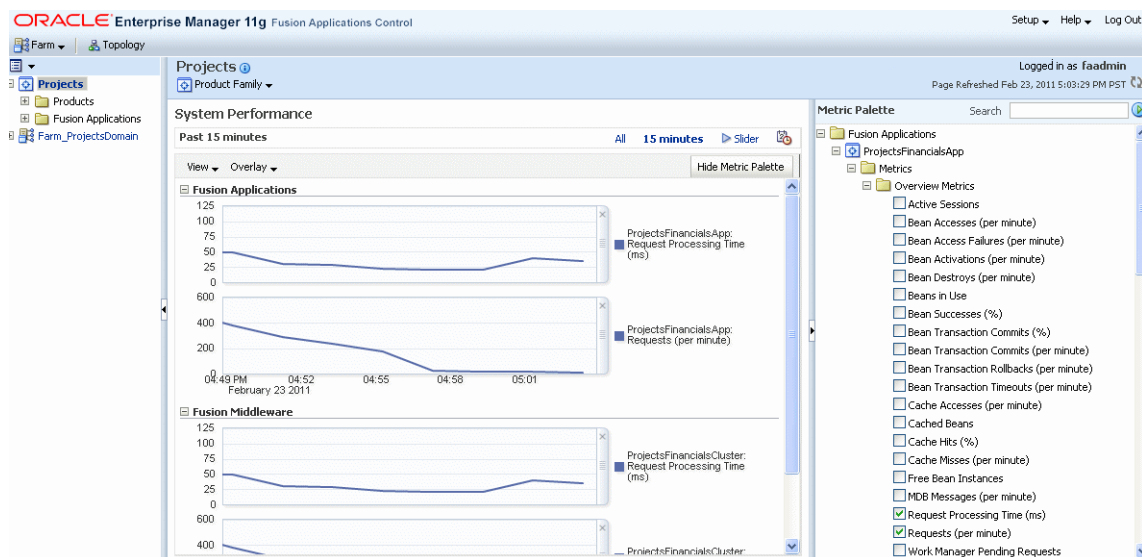 ORACLE Enterprise Manager 11g Fusion Applications Control
Setup Help Log Out
Farm Topology
Projects
Products
Fusion Applications
Farm_ProjectsDomain
Projects
Product Family
Logged in as faadmin
Page Refreshed Feb 23, 2011 5:03:29 PM PST
System Performance
Past 15 minutes
All 15 minutes Slider
View Overlay
Hide Metric Palette
Fusion Applications
125
100
75
50
25
0
ProjectsFinancialsApp:
Request Processing Time
(ms)
600
400
200
0
ProjectsFinancialsApp:
Requests (per minute)
04:49 PM 04:52 04:55 04:58 05:01
February 23 2011
Fusion Middleware
125
100
75
50
25
0
ProjectsFinancialsCluster:
Request Processing Time
(ms)
600
400
ProjectsFinancialsCluster:
Metric Palette
Search
Fusion Applications
ProjectsFinancialsApp
Metrics
Overview Metrics
Active Sessions
Bean Accesses (per minute)
Bean Access Failures (per minute)
Bean Activations (per minute)
Bean Destroys (per minute)
Beans in Use
Bean Successes (%)
Bean Transaction Commits (%)
Bean Transaction Commits (per minute)
Bean Transaction Rollbacks (per minute)
Bean Transaction Timeouts (per minute)
Cache Accesses (per minute)
Cached Beans
Cache Hits (%)
Cache Misses (per minute)
Free Bean Instances
MDB Messages (per minute)
Request Processing Time (ms)
Requests (per minute)
Work Manager Pending Requests